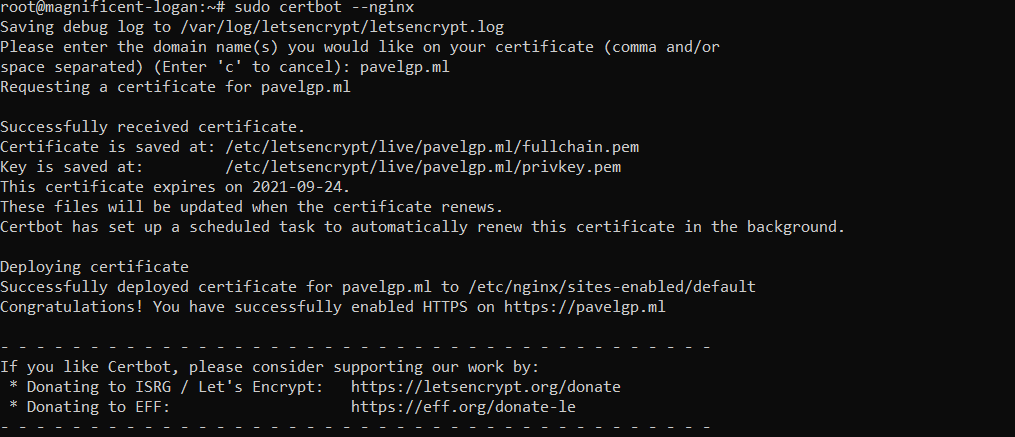 root@magnificent-logan:~# sudo certbot --nginx
Saving debug log to /var/log/letsencrypt/letsencrypt.log
Please enter the domain name(s) you would like on your certificate (comma and/or
space separated) (Enter 'c' to cancel): pavelgp.ml
Requesting a certificate for pavelgp.ml

Successfully received certificate.
Certificate is saved at: /etc/letsencrypt/live/pavelgp.ml/fullchain.pem
Key is saved at:         /etc/letsencrypt/live/pavelgp.ml/privkey.pem
This certificate expires on 2021-09-24.
These files will be updated when the certificate renews.
Certbot has set up a scheduled task to automatically renew this certificate in the background.

Deploying certificate
Successfully deployed certificate for pavelgp.ml to /etc/nginx/sites-enabled/default
Congratulations! You have successfully enabled HTTPS on https://pavelgp.ml

- - - - - - - - - - - - - - - - - - - - - - - - - - - - - - - - - - - - - - - -
If you like Certbot, please consider supporting our work by:
 * Donating to ISRG / Let's Encrypt:   https://letsencrypt.org/donate
 * Donating to EFF:                    https://eff.org/donate-le
- - - - - - - - - - - - - - - - - - - - - - - - - - - - - - - - - - - - - - - -